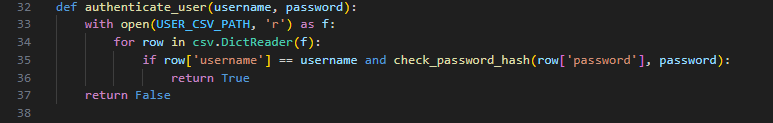 32 def authenticate_user(username, password):
33     with open(USER_CSV_PATH, 'r') as f:
34         for row in csv.DictReader(f):
35             if row['username'] == username and check_password_hash(row['password'], password):
36                 return True
37     return False
38